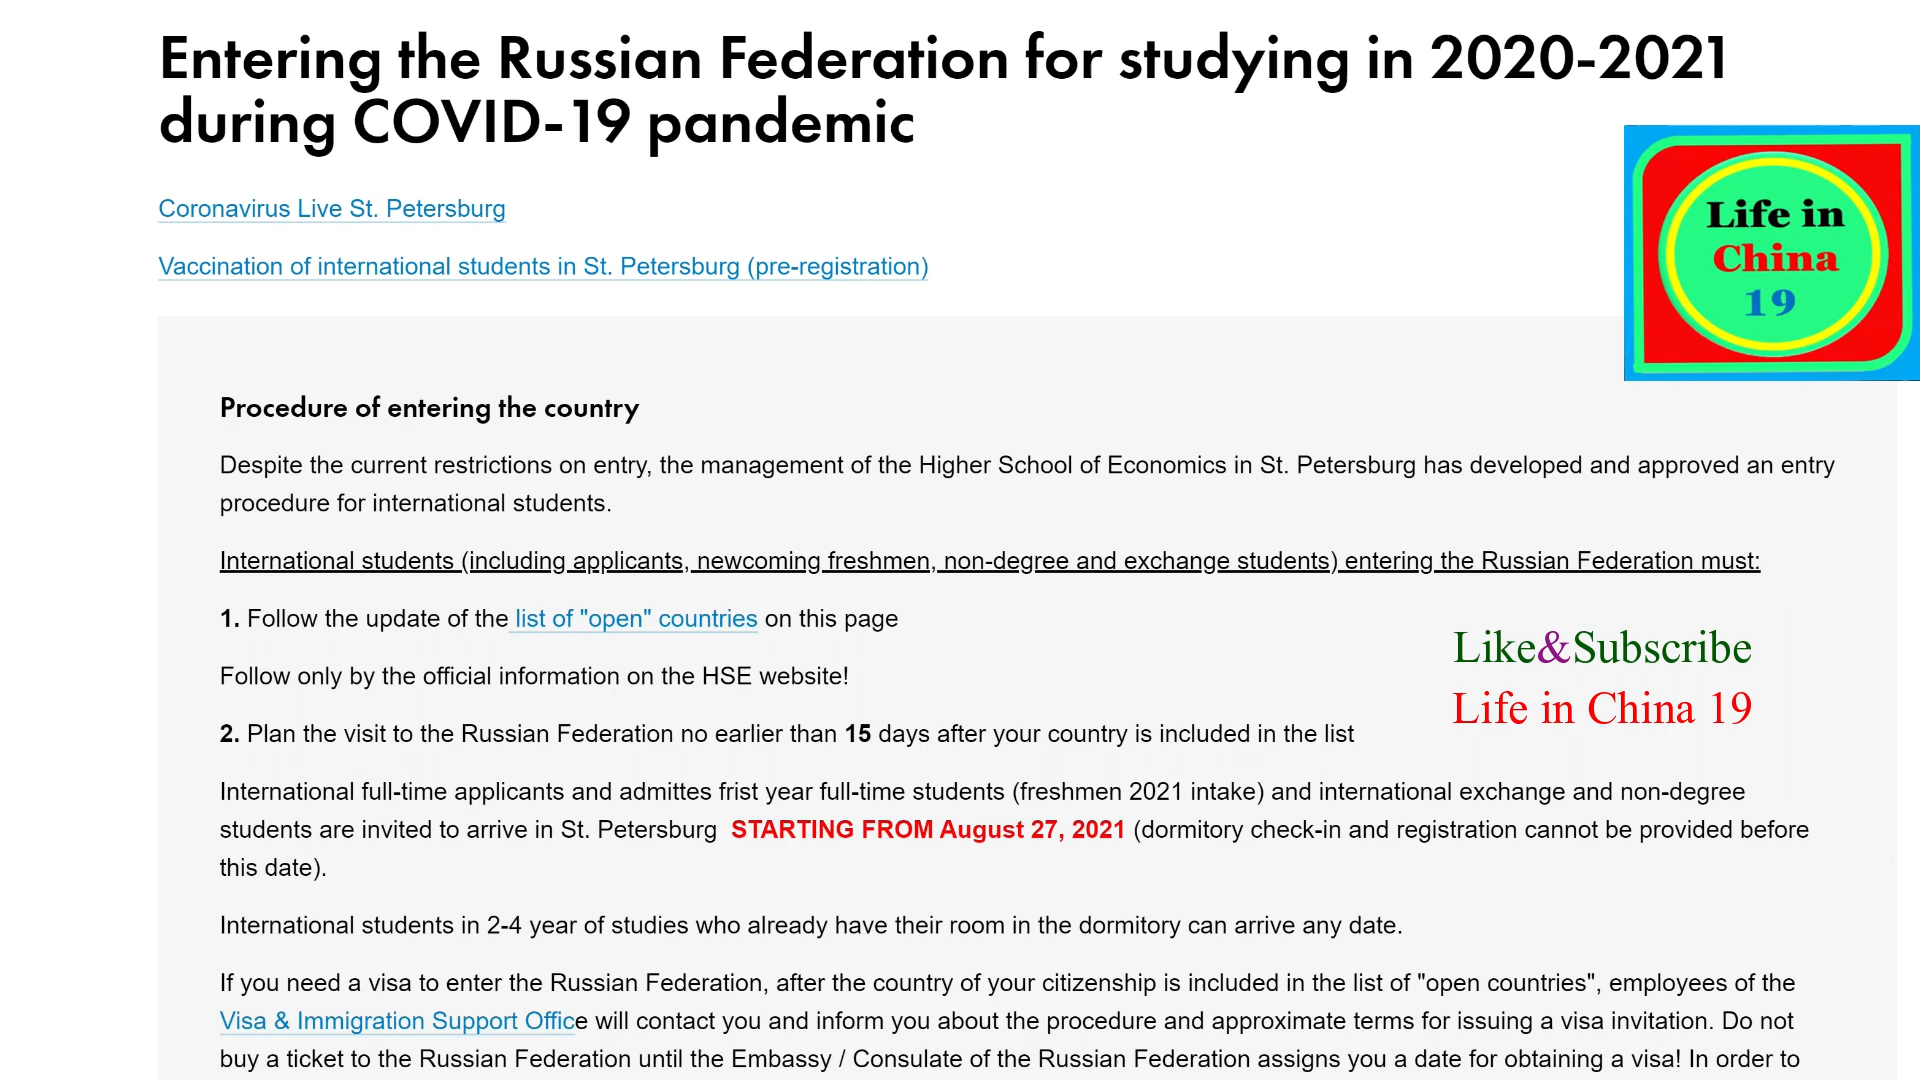 Entering the Russian Federation for studying in 2020-2021
during COVID-19 pandemic
Coronavirus Live St. Petersburg
Vaccination of international students in St. Petersburg (pre-registration)
Life in
China
19
Procedure of entering the country
Despite the current restrictions on entry, the management of the Higher School of Economics in St. Petersburg has developed and approved an entry
procedure for international students.
International students (including applicants, newcoming freshmen, non-degree and exchange students) entering the Russian Federation must:
1. Follow the update of the list of "open" countries on this page
Follow only by the official information on the HSE website!
Like&Subscribe
Life in China 19
2. Plan the visit to the Russian Federation no earlier than 15 days after your country is included in the list
International full-time applicants and admittes frist year full-time students (freshmen 2021 intake) and international exchange and non-degree
students are invited to arrive in St. Petersburg STARTING FROM August 27, 2021 (dormitory check-in and registration cannot be provided before
this date).
International students in 2-4 year of studies who already have their room in the dormitory can arrive any date.
If you need a visa to enter the Russian Federation, after the country of your citizenship is included in the list of "open countries", employees of the
Visa & Immigration Support Office will contact you and inform you about the procedure and approximate terms for issuing a visa invitation. Do not
buy a ticket to the Russian Federation until the Embassy / Consulate of the Russian Federation assigns you a date for obtaining a visa! In order to